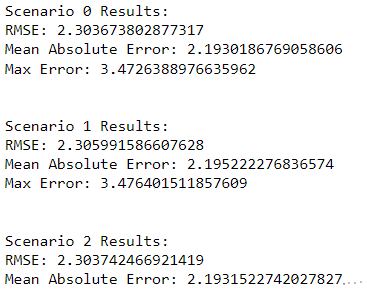 Scenario 0 Results:
RMSE: 2.303673802877317
Mean Absolute Error: 2.1930186769058606
Max Error: 3.4726388976635962
Scenario 1 Results:
RMSE: 2.305991586607628
Mean Absolute Error: 2.195222276836574
Max Error: 3.476401511857609
Scenario 2 Results:
RMSE: 2.303742466921419
Mean Absolute Error: 2.1931522742027827